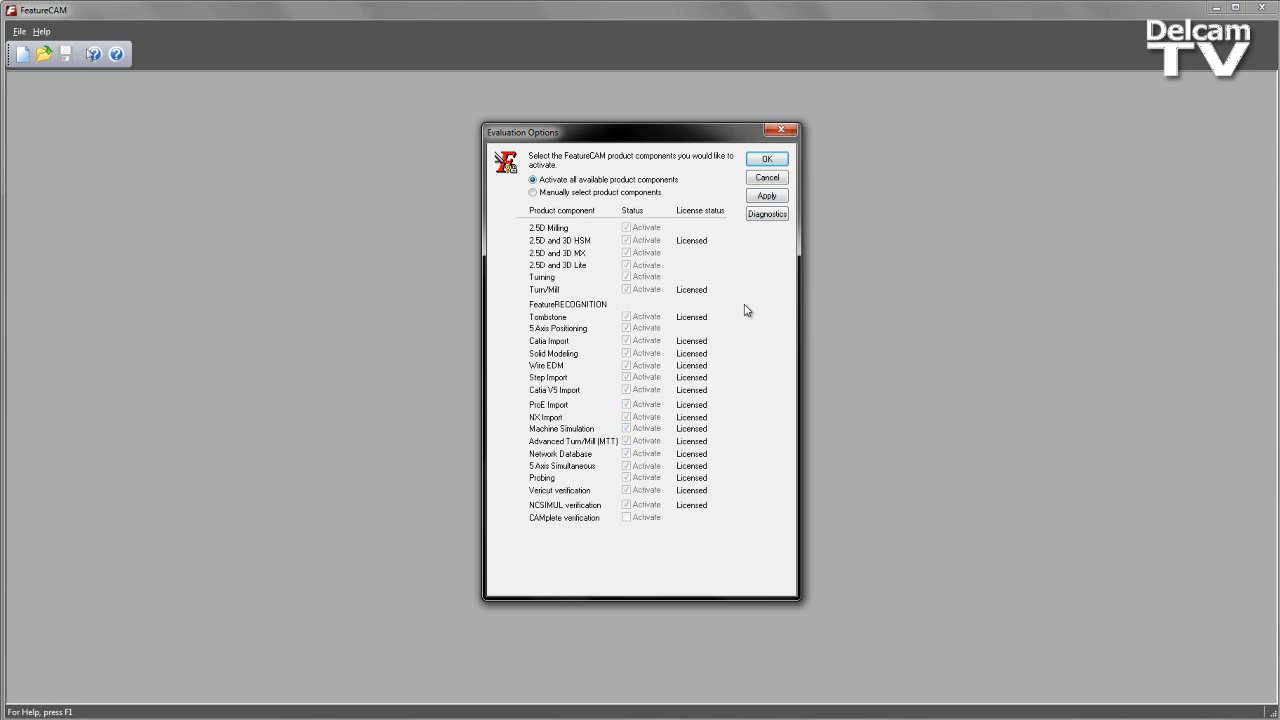 FeatureCAM
File Help
Delcam
TV
Evaluation Options
Select the FeatureCAM product components you would like to
activate.
Activate all available product components
Manually select product components
OK
Cancel
Apply
Diagnostics
Product component Status License status
2.5D Milling Activate
2.5D and 3D HSM Activate Licensed
2.5D and 3D MX Activate
2.5D and 3D Lite Activate
Turning Activate
Turn/Mill Activate Licensed
FeatureRECOGNITION
Tombstone Activate Licensed
5 Axis Positioning Activate
Catia Import Activate Licensed
Solid Modeling Activate Licensed
Wire EDM Activate Licensed
Step Import Activate Licensed
Catia V5 Import Activate Licensed
ProE Import Activate Licensed
NX Import Activate Licensed
Machine Simulation Activate Licensed
Advanced Turn/Mill (MTT) Activate Licensed
Network Database Activate Licensed
5 Axis Simultaneous Activate Licensed
Probing Activate Licensed
Vericut verification Activate Licensed
NCSIMUL verification Activate Licensed
CAMplete verification Activate
For Help, press F1